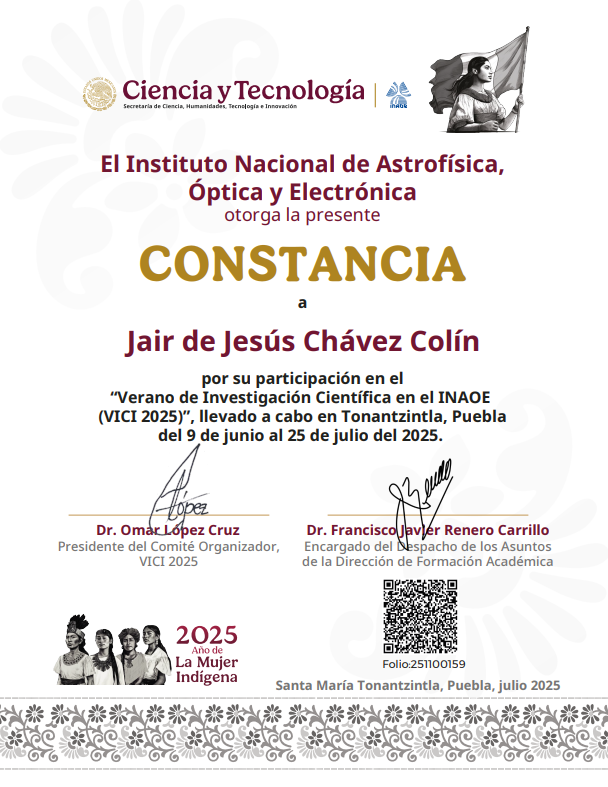 Ciencia y Tecnología
Secretaría de Ciencia, Humanidades, Tecnología e Innovación
INAOE
El Instituto Nacional de Astrofísica,
Óptica y Electrónica
otorga la presente
CONSTANCIA
a
Jair de Jesús Chávez Colín
por su participación en el
“Verano de Investigación Científica en el INAOE
(VICI 2025)”, llevado a cabo en Tonantzintla, Puebla
del 9 de junio al 25 de julio del 2025.
López
Dr. Omar López Cruz
Presidente del Comité Organizador,
VICI 2025
Dr. Francisco Javier Renero Carrillo
Encargado del Despacho de los Asuntos
de la Dirección de Formación Académica
2025
Año de
La Mujer
Indígena
Folio:251100159
Santa María Tonantzintla, Puebla, julio 2025